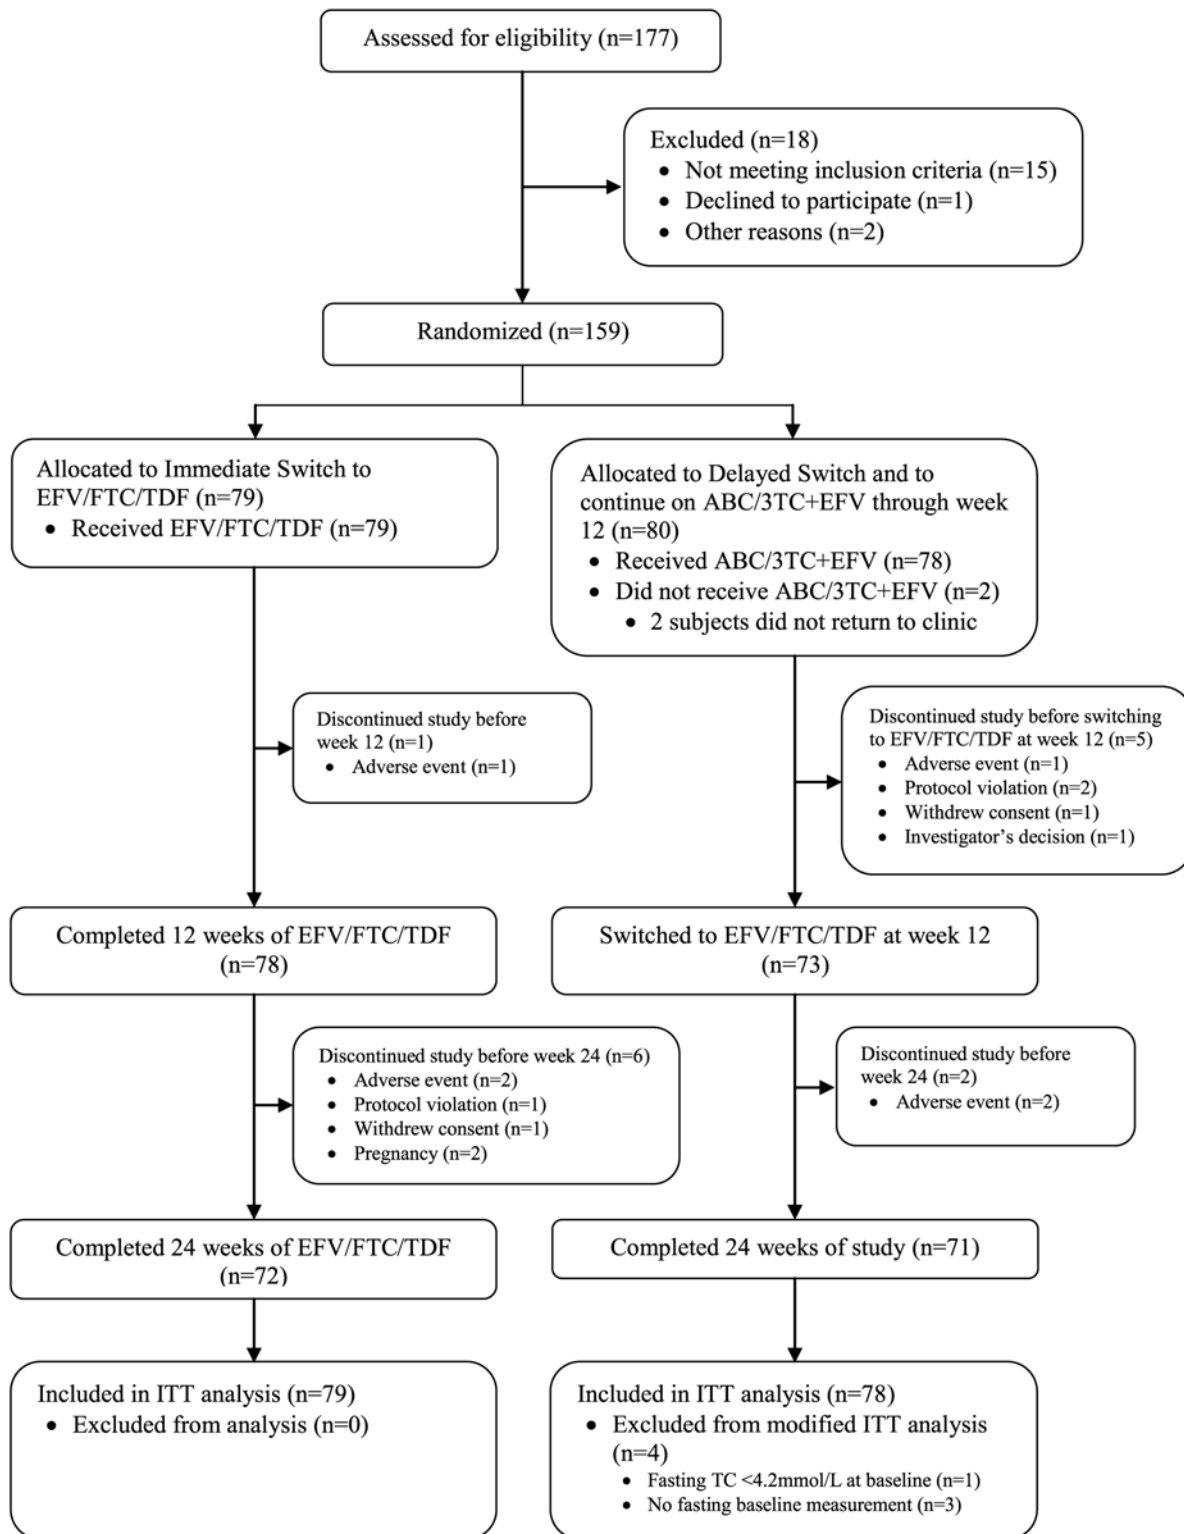 Assessed for eligibility (n=177)
Excluded (n=18)
• Not meeting inclusion criteria (n=15)
• Declined to participate (n=1)
• Other reasons (n=2)
Randomized (n=159)
Allocated to Immediate Switch to
EFV/FTC/TDF (n=79)
• Received EFV/FTC/TDF (n=79)
Allocated to Delayed Switch and to
continue on ABC/3TC+EFV through week
12 (n=80)
• Received ABC/3TC+EFV (n=78)
• Did not receive ABC/3TC+EFV (n=2)
• 2 subjects did not return to clinic
Discontinued study before
week 12 (n=1)
• Adverse event (n=1)
Discontinued study before switching
to EFV/FTC/TDF at week 12 (n=5)
• Adverse event (n=1)
• Protocol violation (n=2)
• Withdrew consent (n=1)
• Investigator's decision (n=1)
Completed 12 weeks of EFV/FTC/TDF
(n=78)
Switched to EFV/FTC/TDF at week 12
(n=73)
Discontinued study before week 24 (n=6)
• Adverse event (n=2)
• Protocol violation (n=1)
• Withdrew consent (n=1)
• Pregnancy (n=2)
Discontinued study before
week 24 (n=2)
• Adverse event (n=2)
Completed 24 weeks of EFV/FTC/TDF
(n=72)
Completed 24 weeks of study (n=71)
Included in ITT analysis (n=79)
• Excluded from analysis (n=0)
Included in ITT analysis (n=78)
• Excluded from modified ITT analysis
(n=4)
• Fasting TC <4.2mmol/L at baseline (n=1)
• No fasting baseline measurement (n=3)